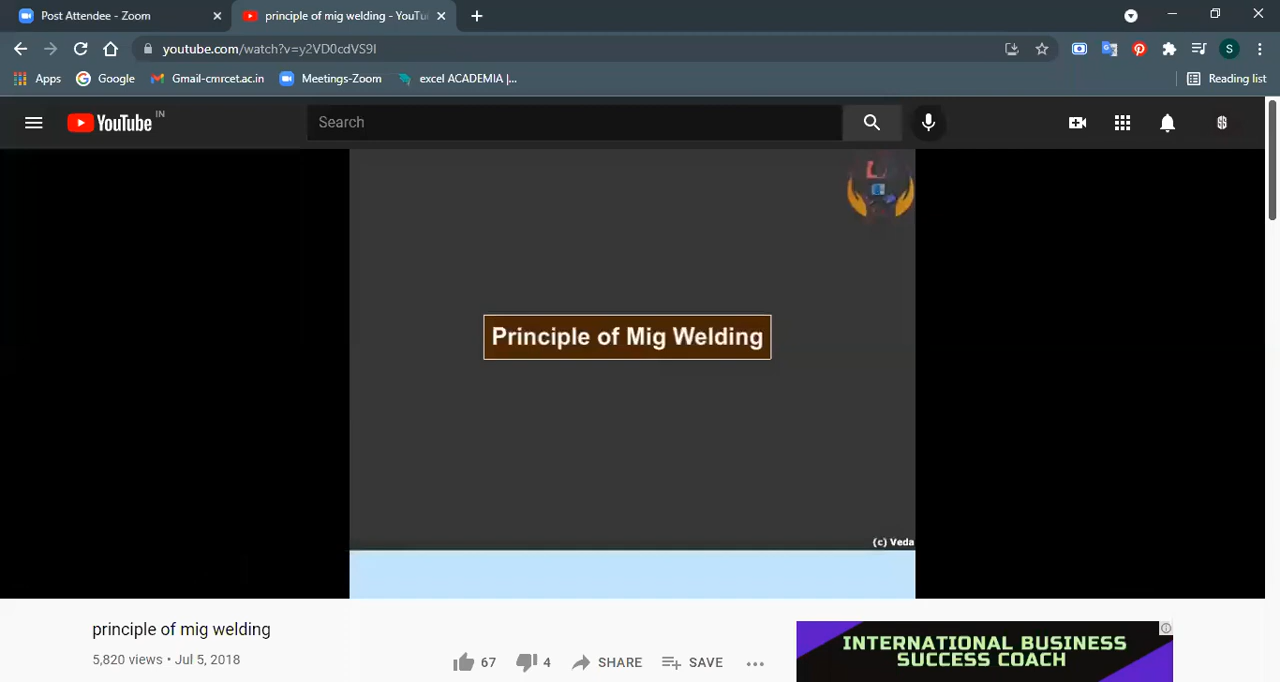 Post Attendee - Zoom
principle of mig welding - YouTu
youtube.com/watch?v=y2VD0cdVS9I
S
Apps
Google
Gmail-cmrcet.ac.in
Meetings-Zoom
excel ACADEMIA |...
Reading list
YouTube IN
Search
Principle of Mig Welding
(c) Veda
principle of mig welding
5,820 views • Jul 5, 2018
67
4
SHARE
SAVE
INTERNATIONAL BUSINESS
SUCCESS COACH